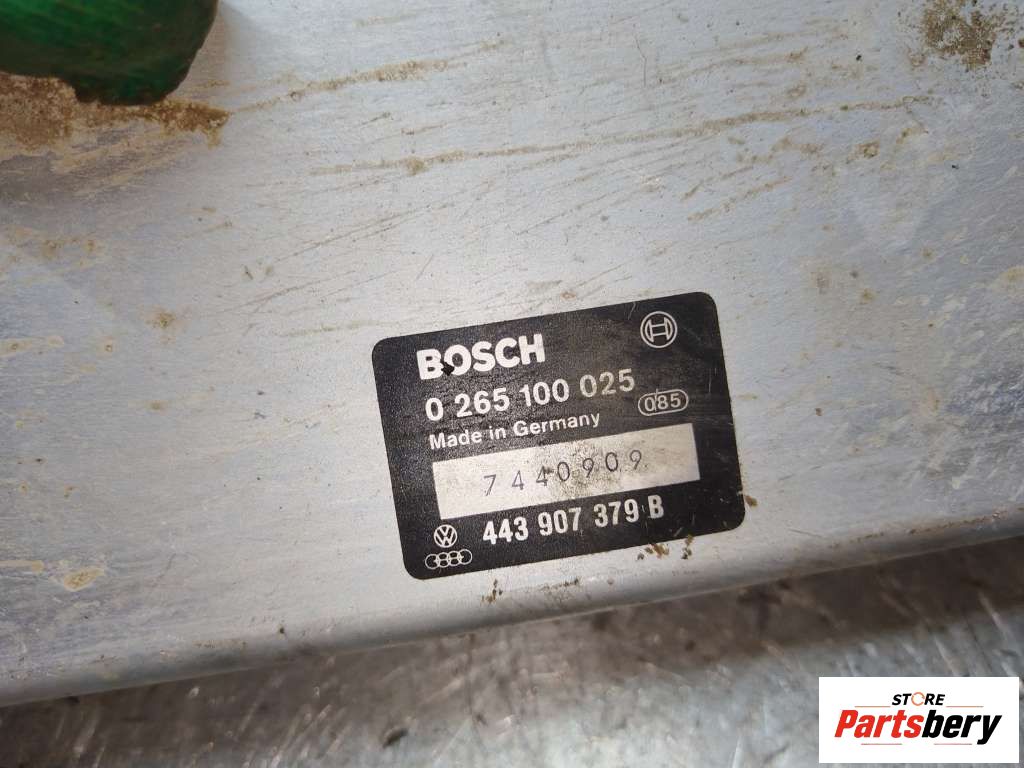 BOSCH
0 265 100 025
085
Made in Germany
7440909
443 907 379 B
STORE
Partsbery